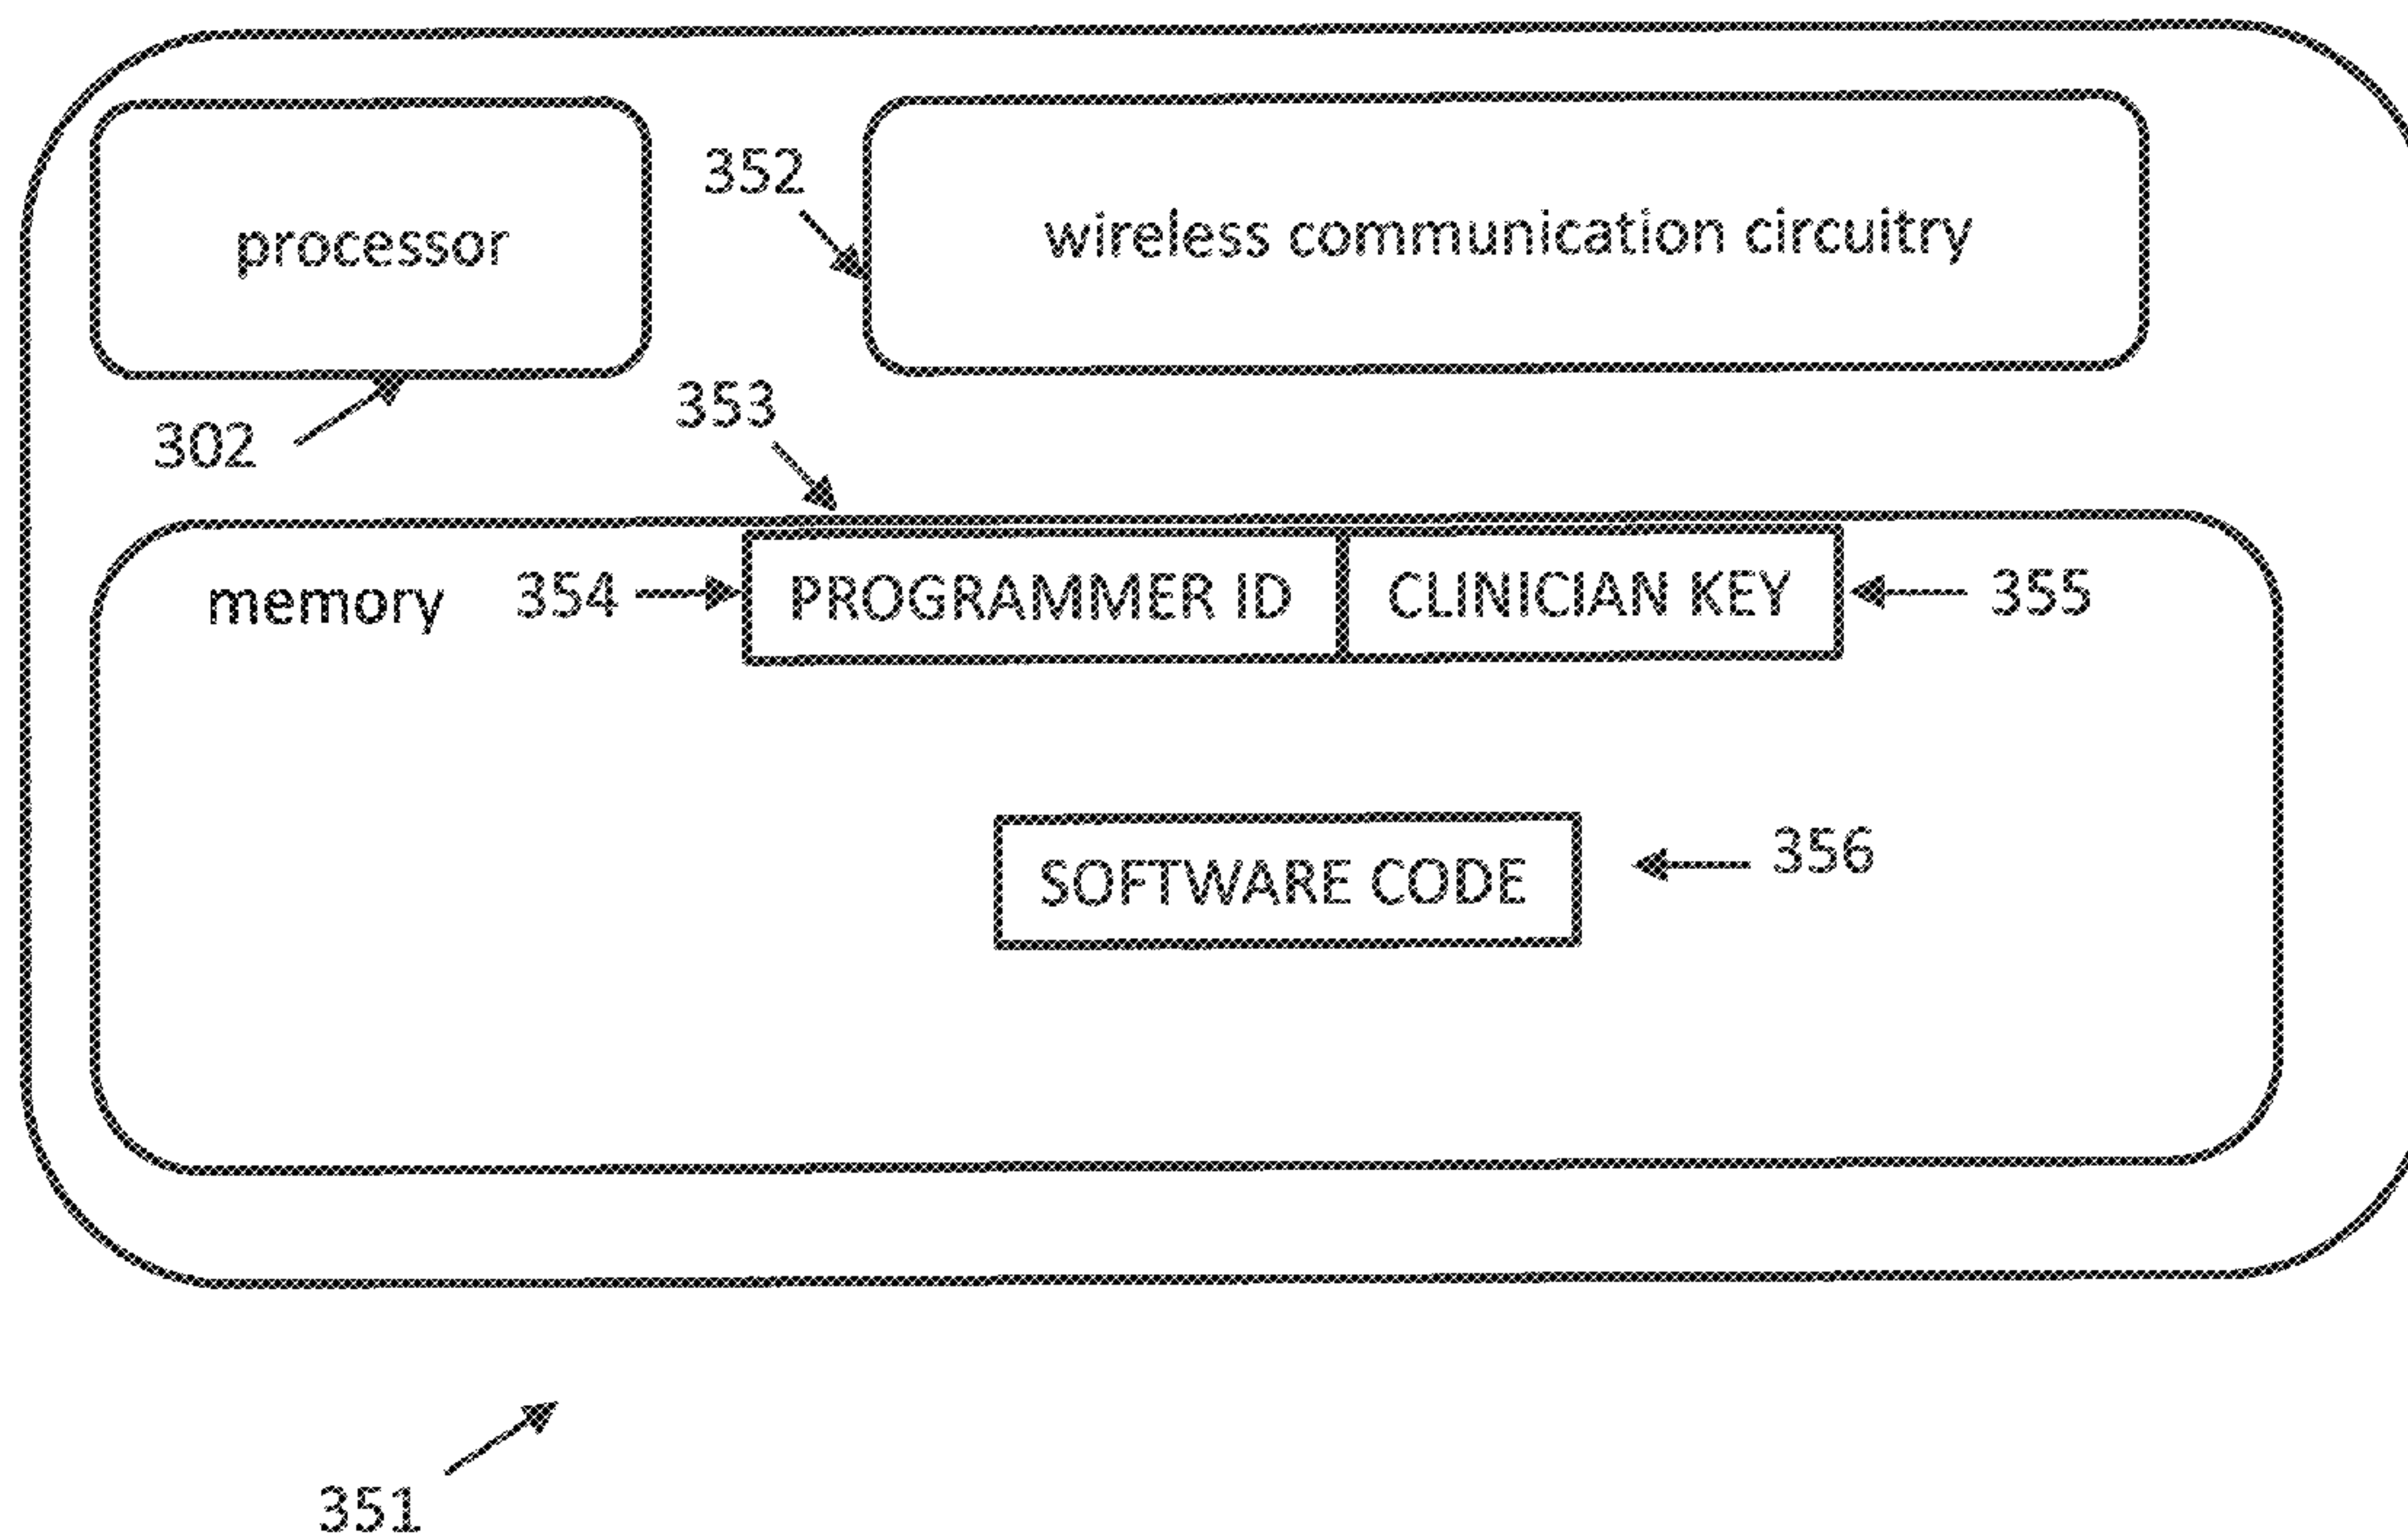 352
processor
wireless communication circuitry
353
302
memory
354
PROGRAMMER ID
CLINICIAN KEY
355
SOFTWARE CODE
356
351